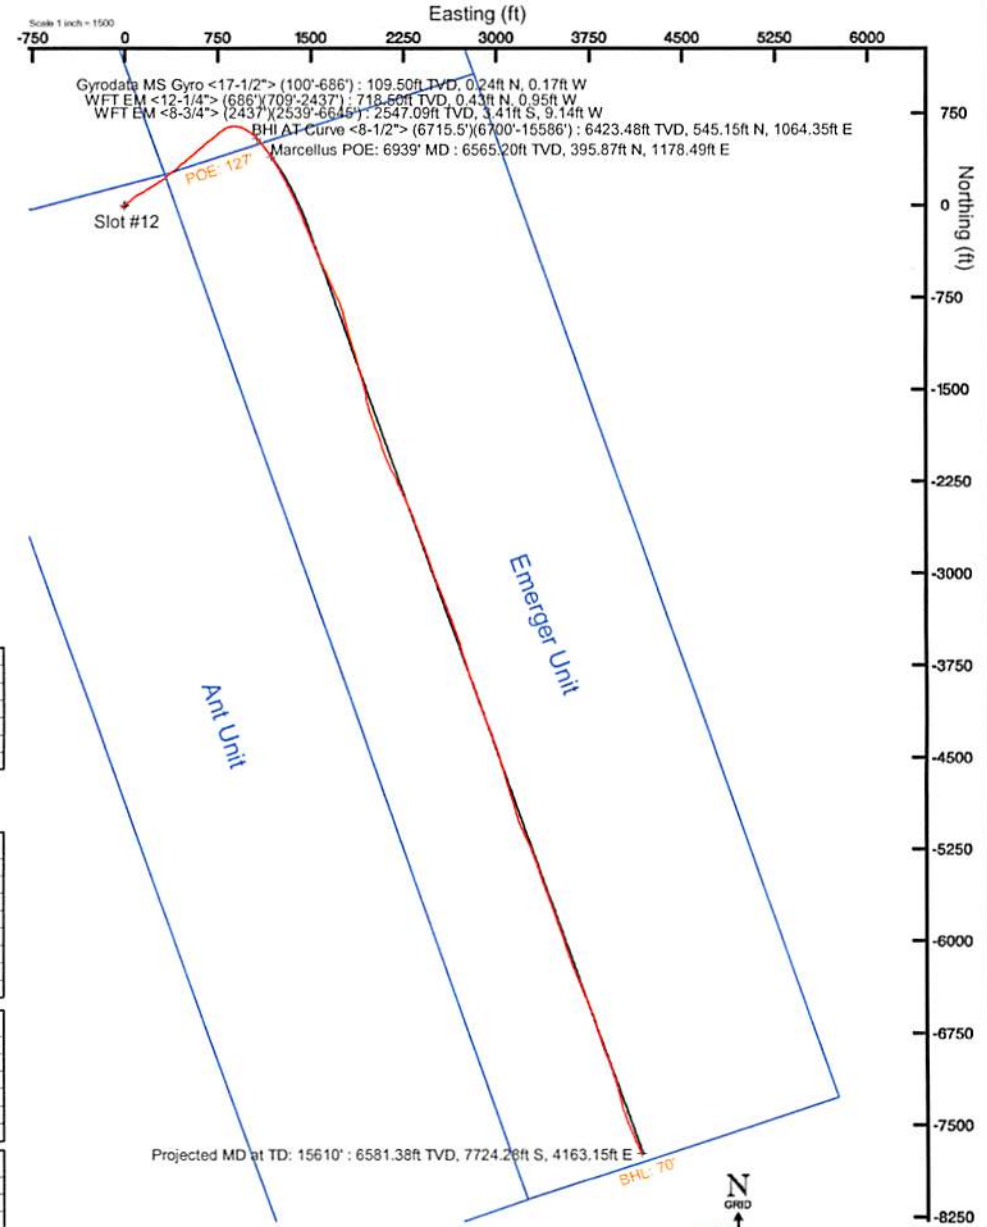 Easting (ft)
Scale 1 inch = 1500
-750 0 750 1500 2250 3000 3750 4500 5250 6000
Gyrodata MS Gyro <17-1/2"> (100'-686') : 109.50ft TVD, 0.24ft N, 0.17ft W
WFT EM <12-1/4"> (686')(709'-2437') : 718.50ft TVD, 0.43ft N, 0.95ft W
WFT EM <8-3/4"> (2437')(2539'-6645') : 2547.09ft TVD, 3.41ft S, 9.14ft W
BHI AT Curve <8-1/2"> (6715.5')(6700'-15586') : 6423.48ft TVD, 545.15ft N, 1064.35ft E
Marcellus POE: 6939' MD : 6565.20ft TVD, 395.87ft N, 1178.49ft E
POE: 127'
Slot #12
750
0
-750
-1500
-2250
-3000
-3750
-4500
-5250
-6000
-6750
-7500
-8250
Northing (ft)
Emerger Unit
Ant Unit
Projected MD at TD: 15610' : 6581.38ft TVD, 7724.28ft S, 4163.15ft E
BHL: 70'
N
GRID